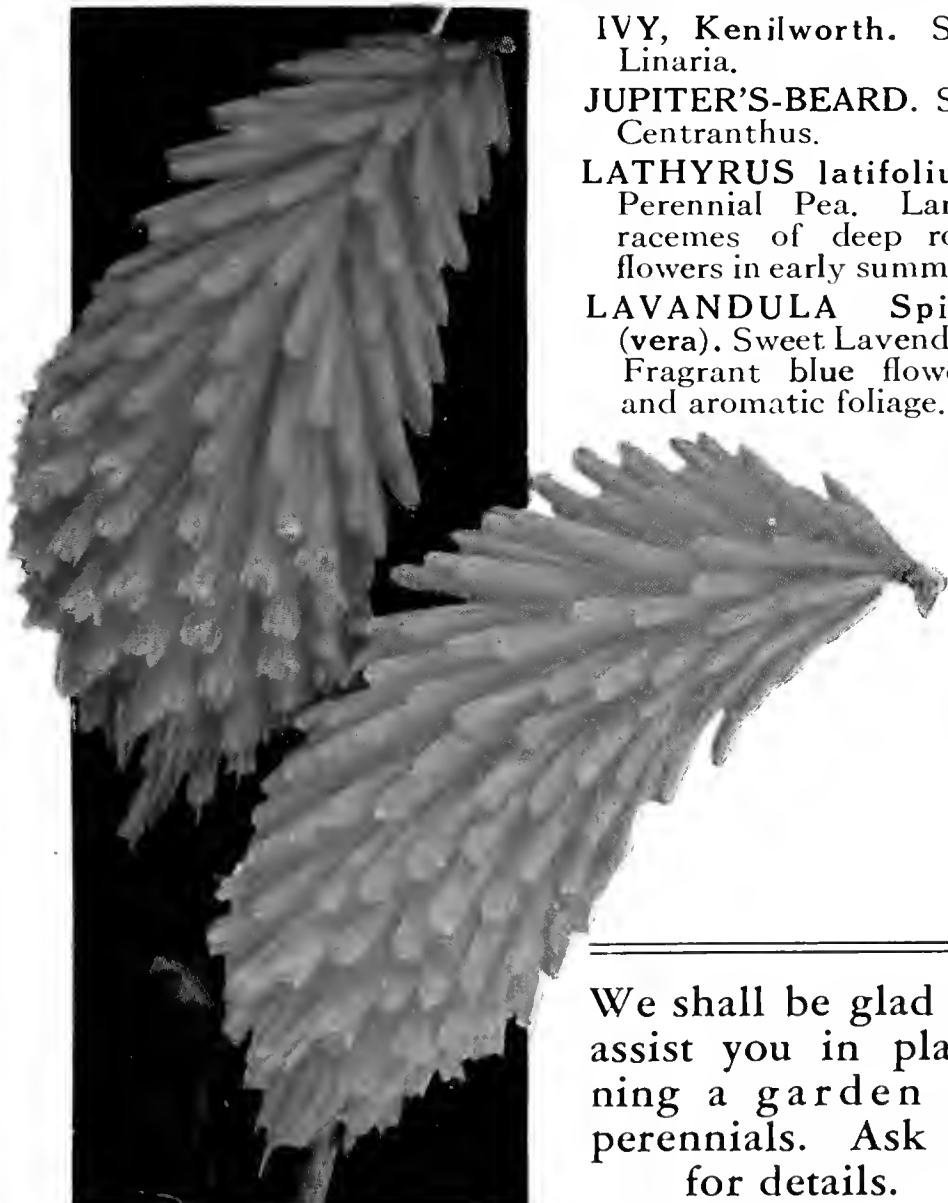 IVY, Kenilworth. S
Linaria.
JUPITER'S-BEARD. S
Centranthus.
LATHYRUS latifoliu
Perennial Pea. Lar
racemes of deep ro
flowers in early summ
LAVANDULA Spi
(vera). Sweet Lavend
Fragrant blue flow
and aromatic foliage.
We shall be glad
assist you in pla
ning a garden
perennials. Ask
for details.